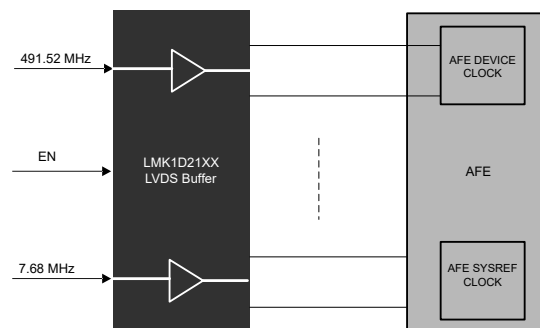 491.52 MHz
EN
7.68 MHz
LMK1D21XX
LVDS Buffer
AFE DEVICE
CLOCK
AFE
AFE SYSREF
CLOCK